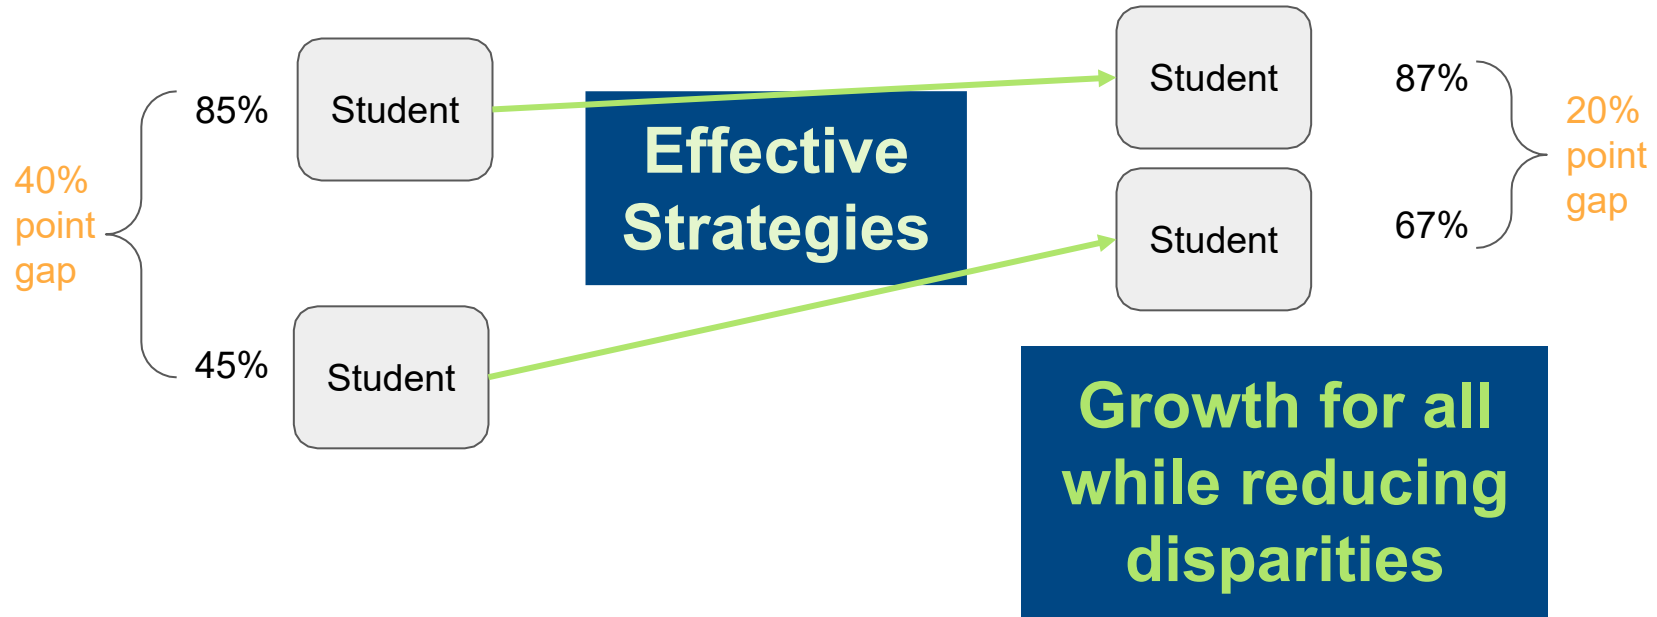 40%
point
gap
85%
Student
45%
Student
Effective
Strategies
Student
87%
Student
67%
20%
point
gap
Growth for all
while reducing
disparities